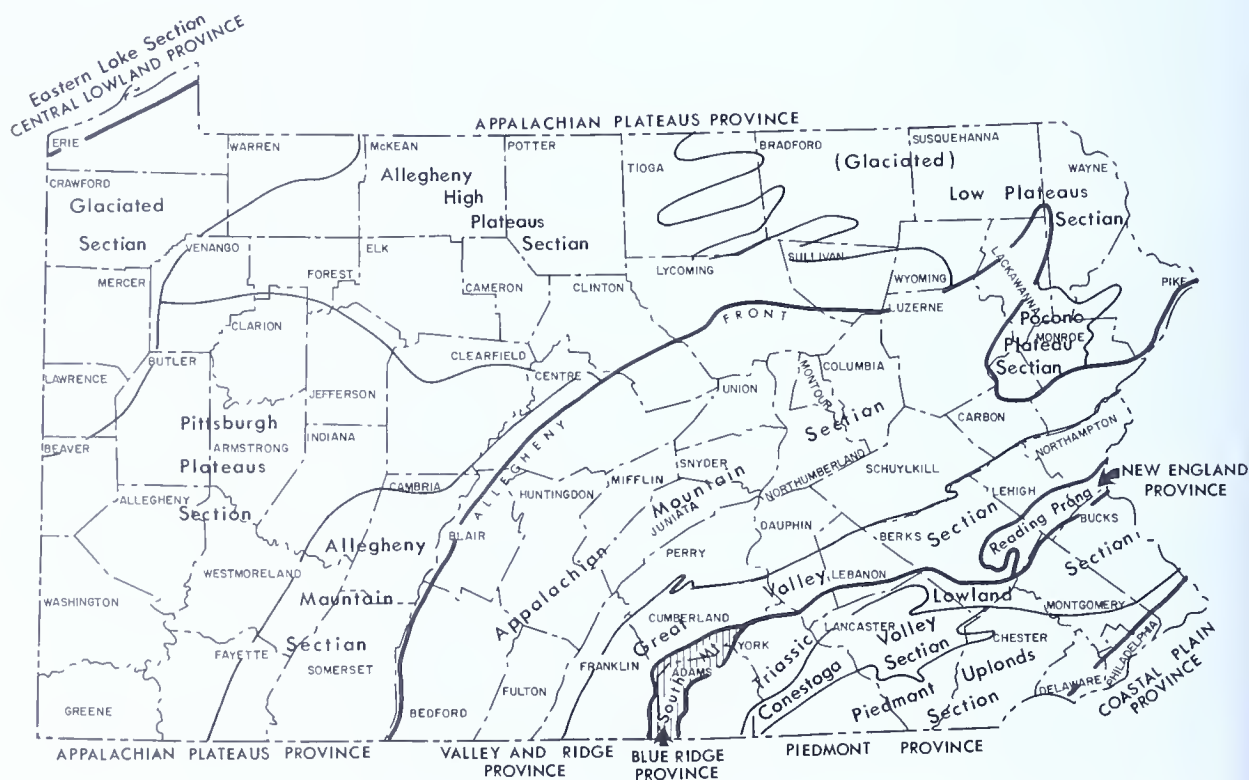 Eastern Lake Section
CENTRAL LOWLAND PROVINCE
APPALACHIAN PLATEAUS PROVINCE
ERIE
WARREN
McKEAN
POTTER
TIOGA
BRADFORD
SUSQUEHANNA
WAYNE
(Glaciated)
Low Plateaus
Section
CRAWFORD
Glaciated
Section
Allegheny
High
Plateaus
Section
VENANGO
ELK
MERCER
FOREST
CAMERON
CLINTON
LYCOMING
SULLIVAN
WYOMING
LACKAWANNA
PIKE
CLARION
FRONT
LUZERNE
Pocono
MONROE
Plateau
Section
BUTLER
CLEARFIELD
CENTRE
COLUMBIA
LAWRENCE
JEFFERSON
UNION
MONTOUR
Section
CARBON
Pittsburgh
Plateaus
Section
BEAVER
ARMSTRONG
INDIANA
ALLEGHENY
NORTHAMPTON
SNYDER
MIFFLIN
NORTHUMBERLAND
SCHUYLKILL
NEW ENGLAND
PROVINCE
ALLEGHENY
CAMBRIA
HUNTINGDON
Appalachian
Mountain
JUNIATA
LEHIGH
Reading Prong
BUCKS
Allegheny
Mountain
Section
BLAIR
PERRY
DAUPHIN
BERKS
Section
Section
WESTMORELAND
LEBANON
Great
Valley
Lowland
MONTGOMERY
WASHINGTON
CUMBERLAND
LANCASTER
Valley
Section
CHESTER
PHILADELPHIA
FAYETTE
SOMERSET
FRANKLIN
ADAMS
YORK
Triassic
Conestoga
Piedmont
Uplands
Section
DELAWARE
COASTAL PLAIN
PROVINCE
GREENE
BEDFORD
FULTON
South Mt
APPALACHIAN PLATEAUS PROVINCE
VALLEY AND RIDGE
PROVINCE
BLUE RIDGE
PROVINCE
PIEDMONT PROVINCE